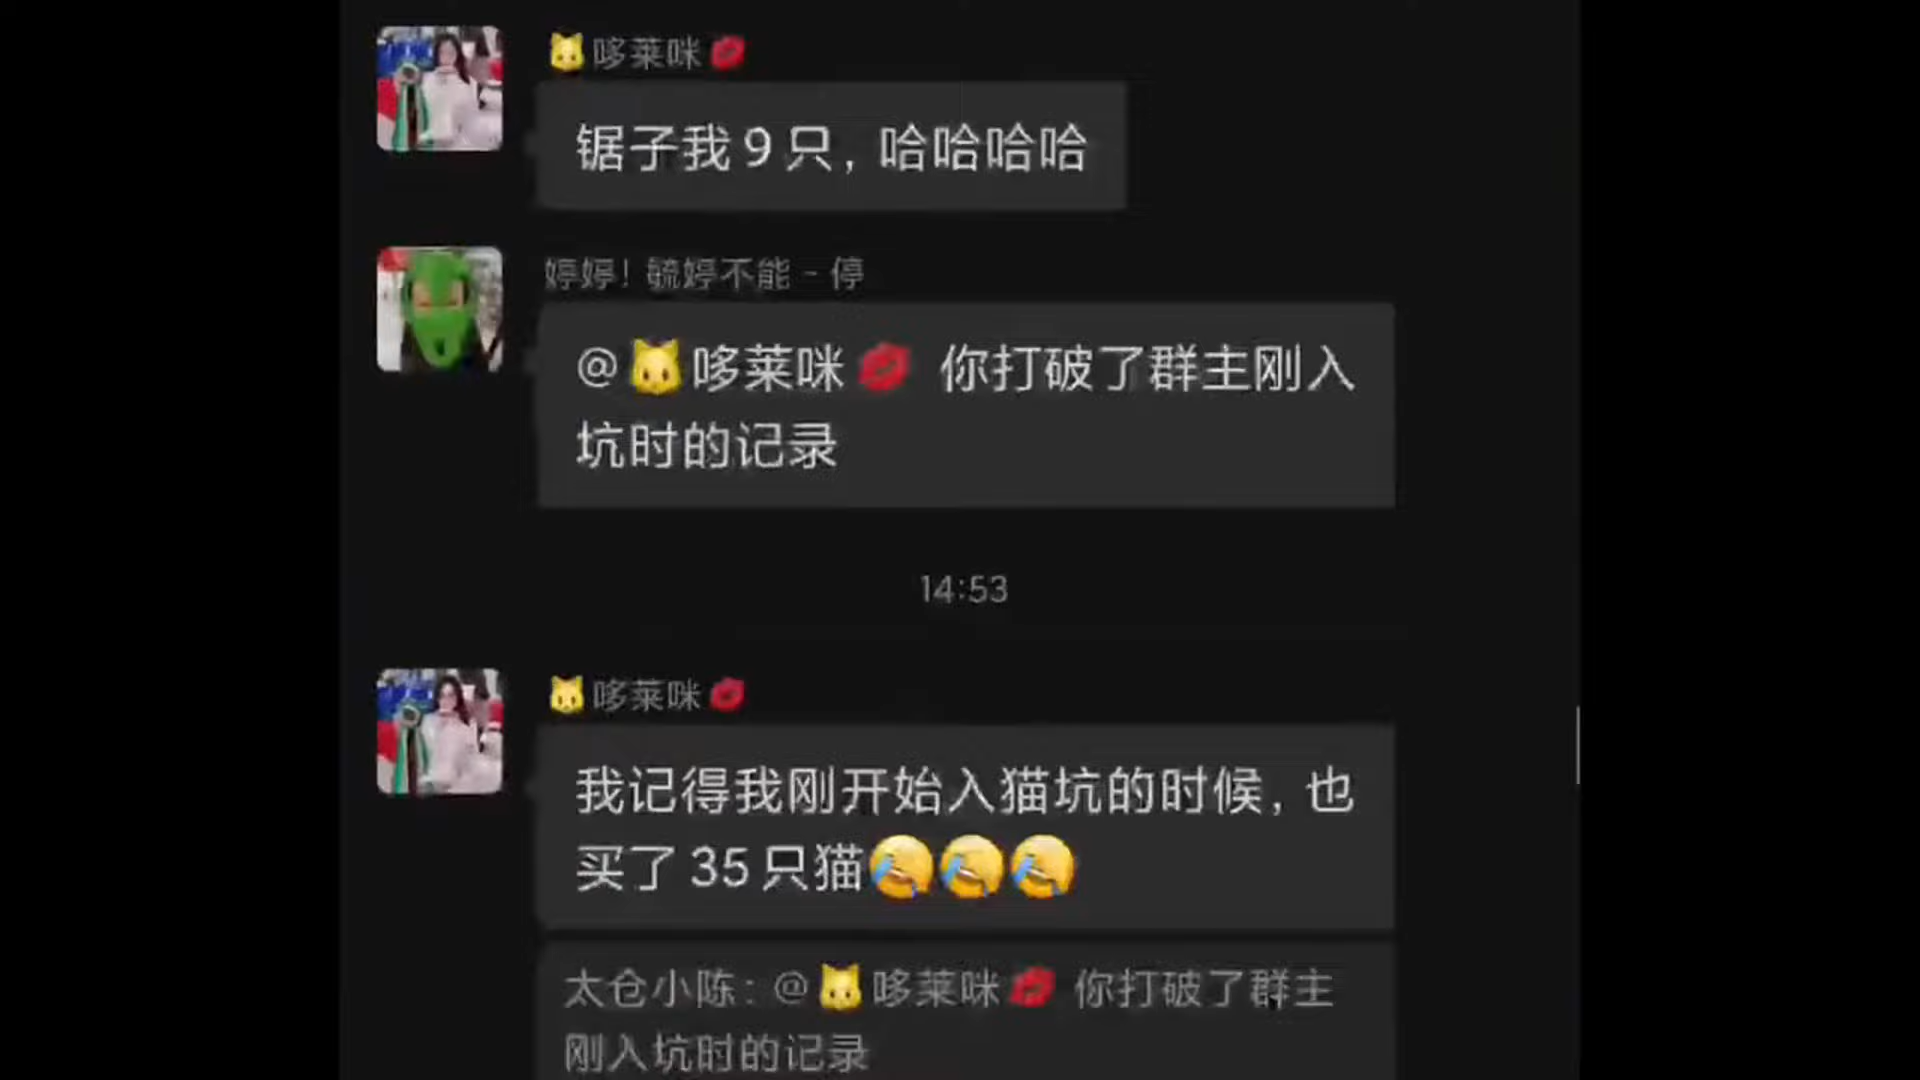 🐱哆莱咪💋
锯子我9只，哈哈哈哈
婷婷！毓婷不能-停
@🐱哆莱咪💋 你打破了群主刚入
坑时的记录
14:53
🐱哆莱咪💋
我记得我刚开始入猫坑的时候，也
买了35只猫🤣🤣🤣
太仓小陈：@🐱哆莱咪💋 你打破了群主
刚入坑时的记录